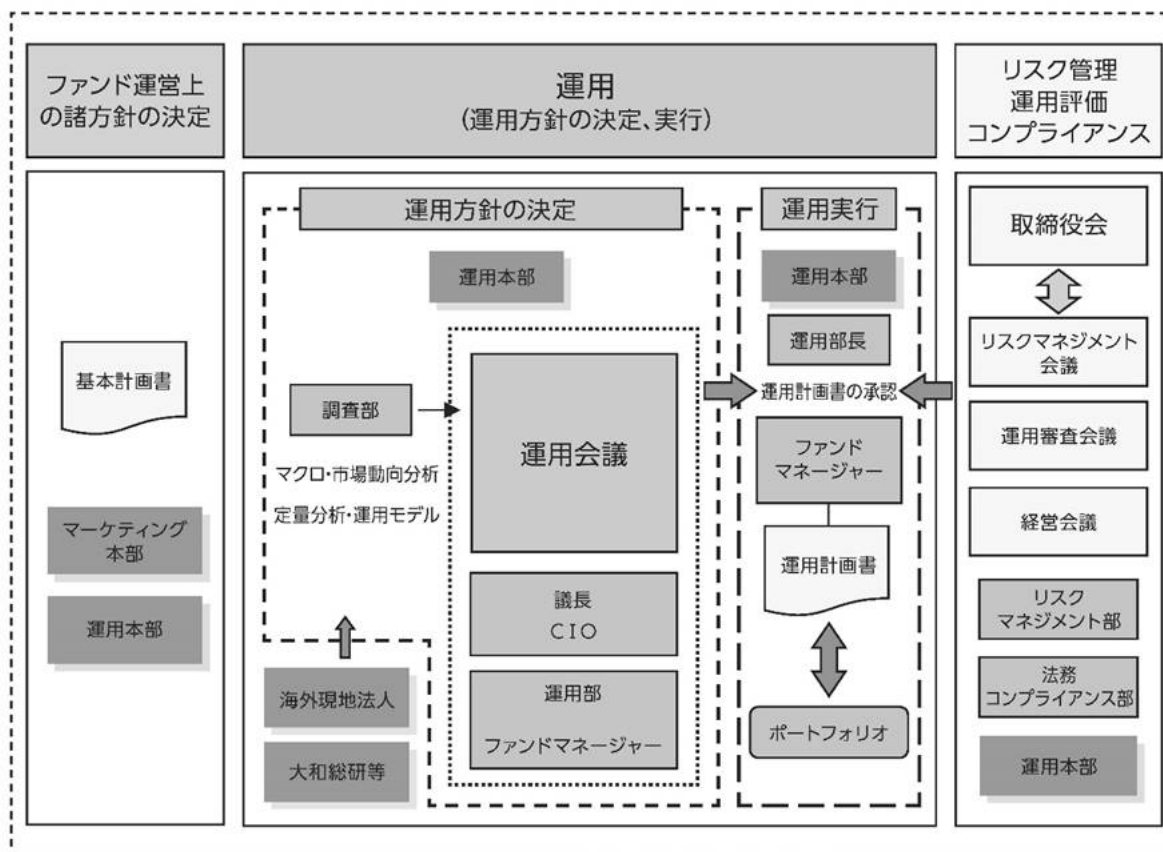 ファンド運営上
の諸方針の決定
運用
(運用方針の決定、実行)
リスク管理
運用評価
コンプライアンス
基本計画書
マーケティング
本部
運用本部
運用方針の決定
運用本部
調査部
マクロ・市場動向分析
定量分析・運用モデル
運用会議
議長
CIO
運用部
ファンドマネージャー
海外現地法人
大和総研等
運用実行
運用本部
運用部長
運用計画書の承認
ファンド
マネージャー
運用計画書
ポートフォリオ
取締役会
リスクマネジメント
会議
運用審査会議
経営会議
リスク
マネジメント部
法務
コンプライアンス部
運用本部